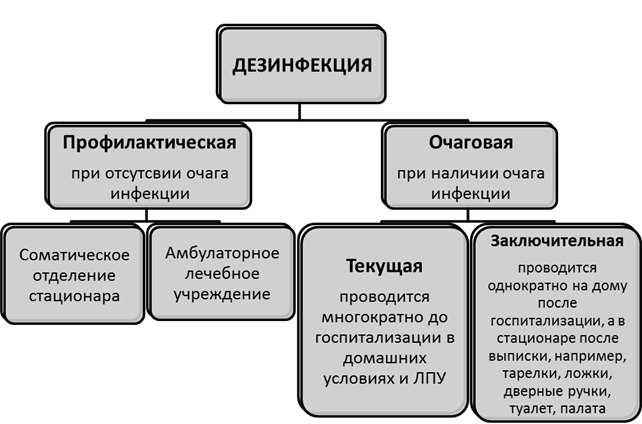 ДЕЗИНФЕКЦИЯ
Профилактическая
при отсутсвии очага
инфекции
Очаговая
при наличии очага
инфекции
Соматическое
отделение
стационара
Амбулаторное
лечебное
учреждение
Текущая
проводится
многократно до
госпитализации в
домашних
условиях и ЛПУ
Заключительная
проводится
однократно на дому
после
госпитализации, а в
стационаре после
выписки, например,
тарелки, ложки,
дверные ручки,
туалет, палата